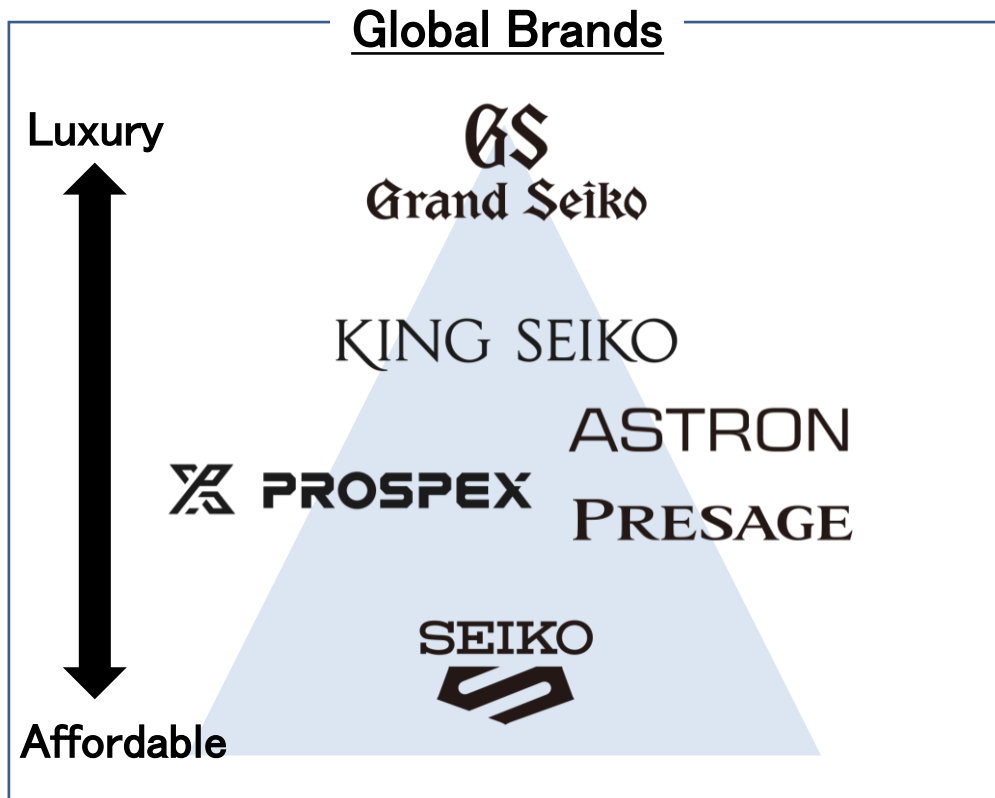 Global Brands
Luxury
GS
Grand Seiko
KING SEIKO
ASTRON
PROSPEX
PRESAGE
SEIKO
Affordable